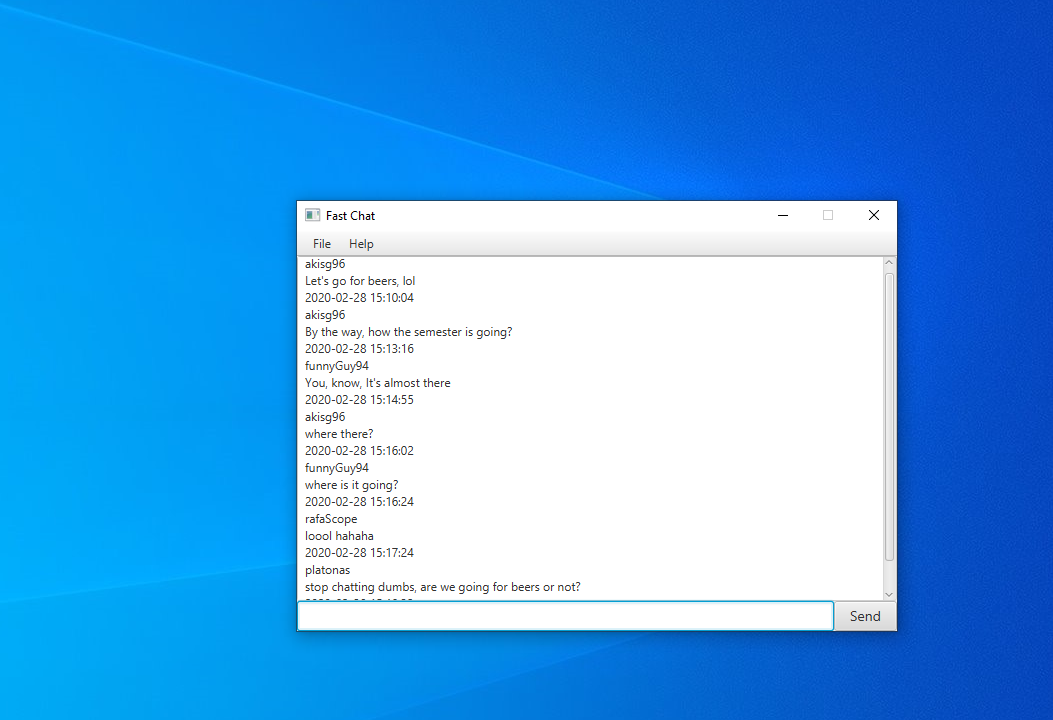 Fast Chat
File Help
akisg96
Let's go for beers, lol
2020-02-28 15:10:04
akisg96
By the way, how the semester is going?
2020-02-28 15:13:16
funnyGuy94
You, know, It's almost there
2020-02-28 15:14:55
akisg96
where there?
2020-02-28 15:16:02
funnyGuy94
where is it going?
2020-02-28 15:16:24
rafaScope
loool hahaha
2020-02-28 15:17:24
platonas
stop chatting dumbs, are we going for beers or not?
Send